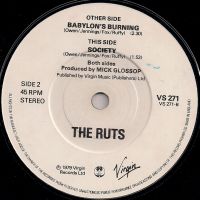 OTHER SIDE
BABYLON'S BURNING
(Owen/Jennings/Fox/Ruffy) (2.30)
THIS SIDE
SOCIETY
(Owen/Jennings/Fox/Ruffy) (1.52)
Both sides
Produced by MICK GLOSSOP
Published by Virgin Music (Publishers) Ltd
SIDE 2
45 RPM
STEREO
VS 271
VS 271-B
THE RUTS
℗ 1979 Virgin
Records Ltd
Virgin